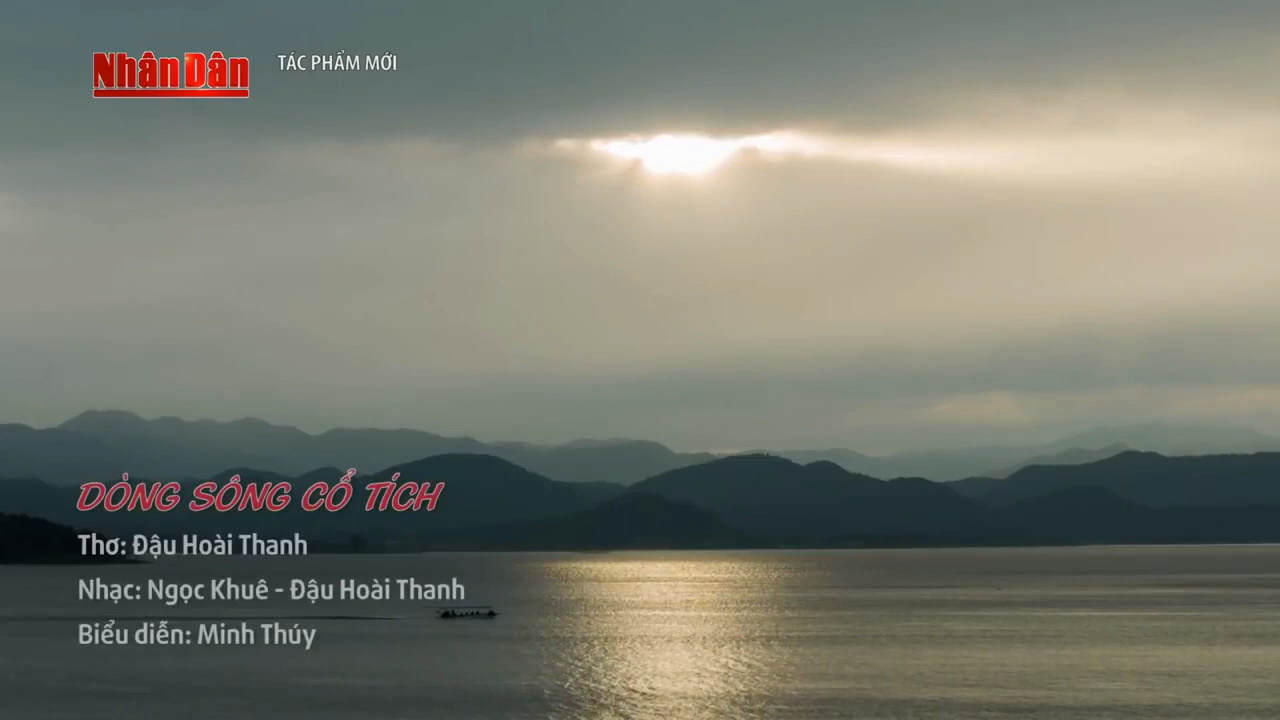 Nhân Dân
TÁC PHẨM MỚI
DÒNG SÔNG CỔ TÍCH
Thơ: Đậu Hoài Thanh
Nhạc: Ngọc Khuê - Đậu Hoài Thanh
Biểu diễn: Minh Thúy